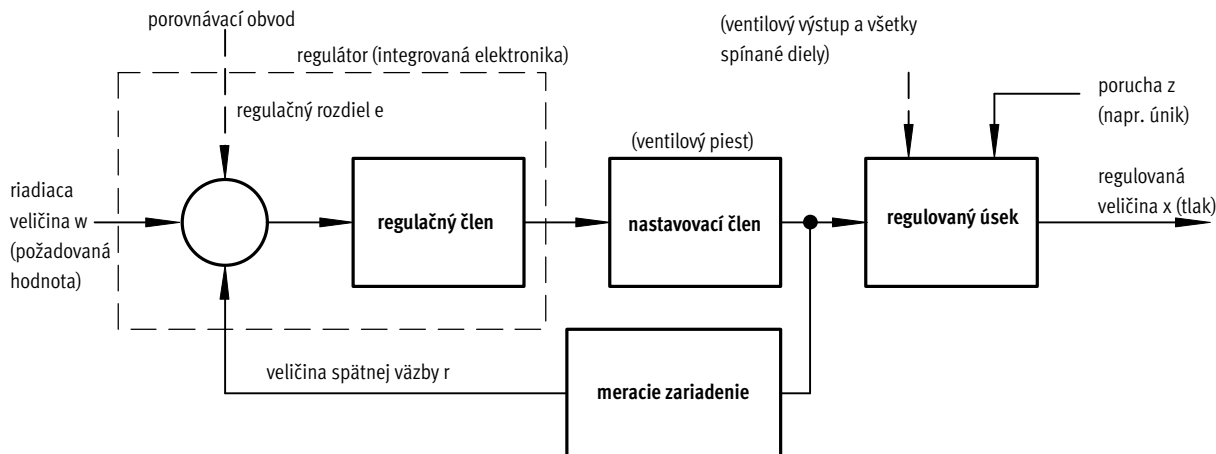 porovnávací obvod
regulátor (integrovaná elektronika)
(ventilový výstup a všetky
spínané diely)
porucha z
(napr. únik)
regulačný rozdiel e
(ventilový piest)
riadiaca
veličina w
(požadovaná
hodnota)
regulačný člen
nastavovací člen
regulovaný úsek
regulovaná
veličina x (tlak)
veličina spätnej väzby r
meracie zariadenie